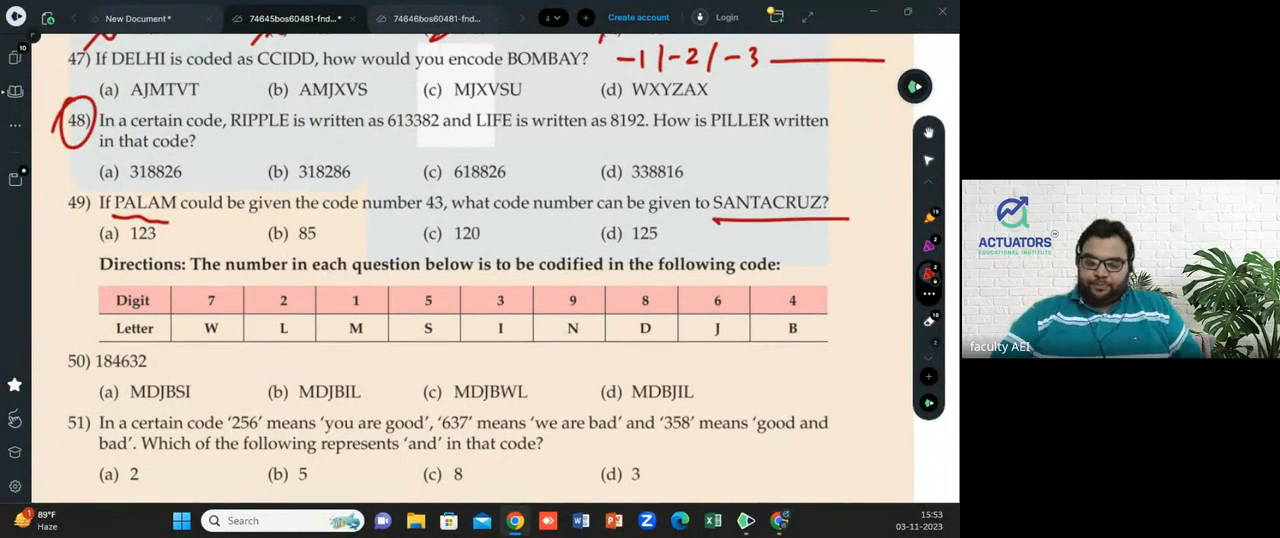 New Document*
74645bos60481-fnd...*
74646bos60481-fnd...
4
Create account
Login
47) If DELHI is coded as CCIDD, how would you encode BOMBAY? -1 | -2 / -3
(a) AJMTVT (b) AMJXVS (c) MJXVSU (d) WXYZAX
48) In a certain code, RIPPLE is written as 613382 and LIFE is written as 8192. How is PILLER written
in that code?
(a) 318826 (b) 318286 (c) 618826 (d) 338816
49) If PALAM could be given the code number 43, what code number can be given to SANTACRUZ?
(a) 123 (b) 85 (c) 120 (d) 125
Directions: The number in each question below is to be codified in the following code:
Digit 7 2 1 5 3 9 8 6 4
Letter W L M S I N D J B
50) 184632
(a) MDJBSI (b) MDJBIL (c) MDJBWL (d) MDBJIL
51) In a certain code ‘256’ means ‘you are good’, ‘637’ means ‘we are bad’ and ‘358’ means ‘good and
bad’. Which of the following represents ‘and’ in that code?
(a) 2 (b) 5 (c) 8 (d) 3
ACTUATORS
EDUCATIONAL INSTITUTE
faculty AEI
89°F
Haze
Search
15:53
03-11-2023